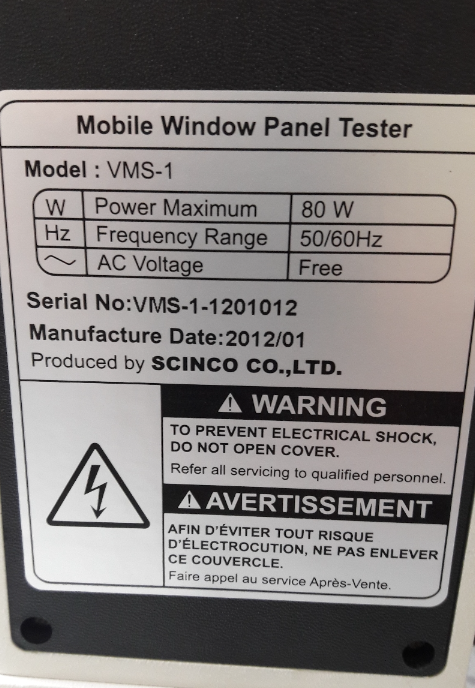 Mobile Window Panel Tester
Model : VMS-1
W Power Maximum 80 W
Hz Frequency Range 50/60Hz
～ AC Voltage Free
Serial No:VMS-1-1201012
Manufacture Date:2012/01
Produced by SCINCO CO.,LTD.
WARNING
TO PREVENT ELECTRICAL SHOCK,
DO NOT OPEN COVER.
Refer all servicing to qualified personnel.
AVERTISSEMENT
AFIN D'ÉVITER TOUT RISQUE
D'ÉLECTROCUTION, NE PAS ENLEVER
CE COUVERCLE.
Faire appel au service Après-Vente.